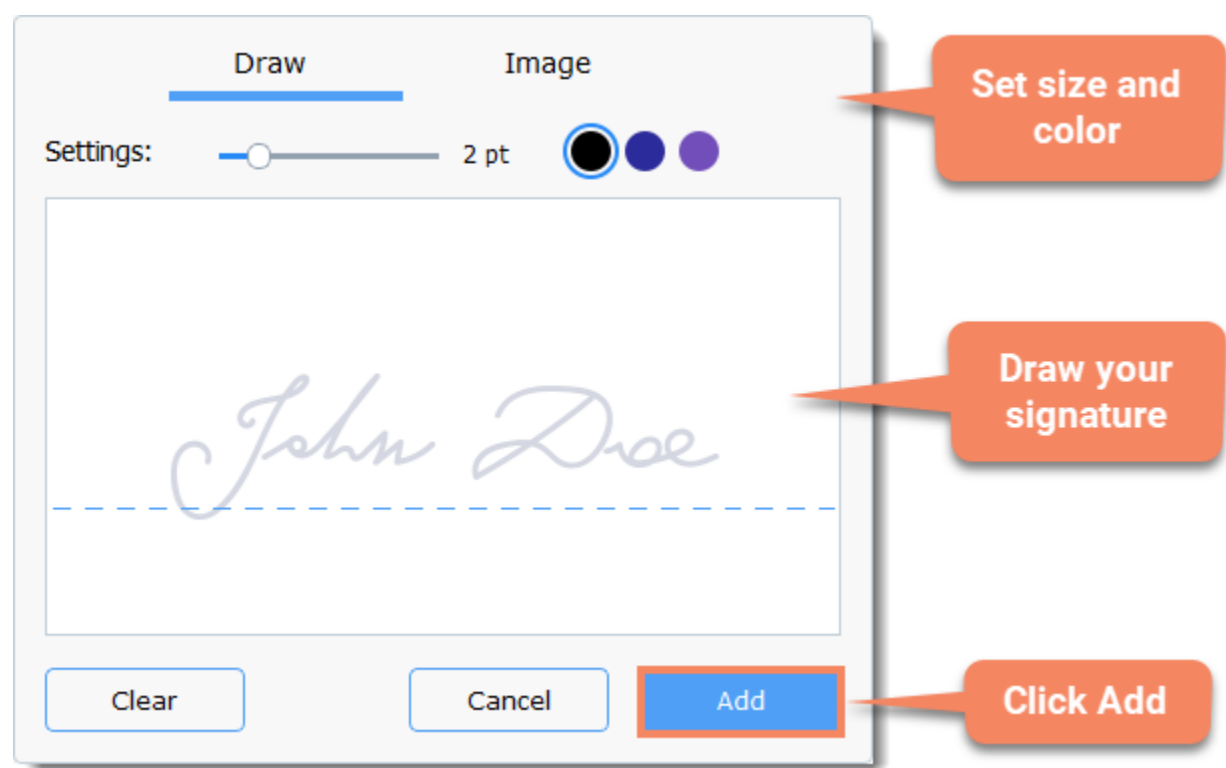 Draw Image
Set size and
color
Settings: 2 pt
Draw your
signature
John Doe
Clear Cancel Add
Click Add